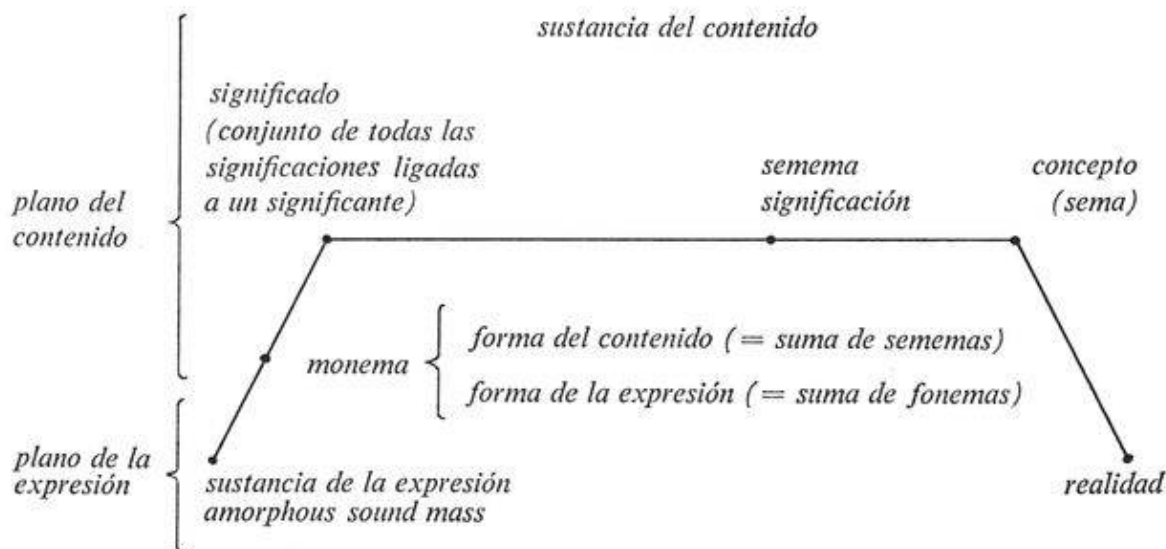 sustancia del contenido
significado
(conjunto de todas las
significaciones ligadas
a un significante)
semema
significación
concepto
(sema)
plano del
contenido
monema
forma del contenido (= suma de sememas)
forma de la expresión (= suma de fonemas)
plano de la
expresión
sustancia de la expresión
amorphous sound mass
realidad